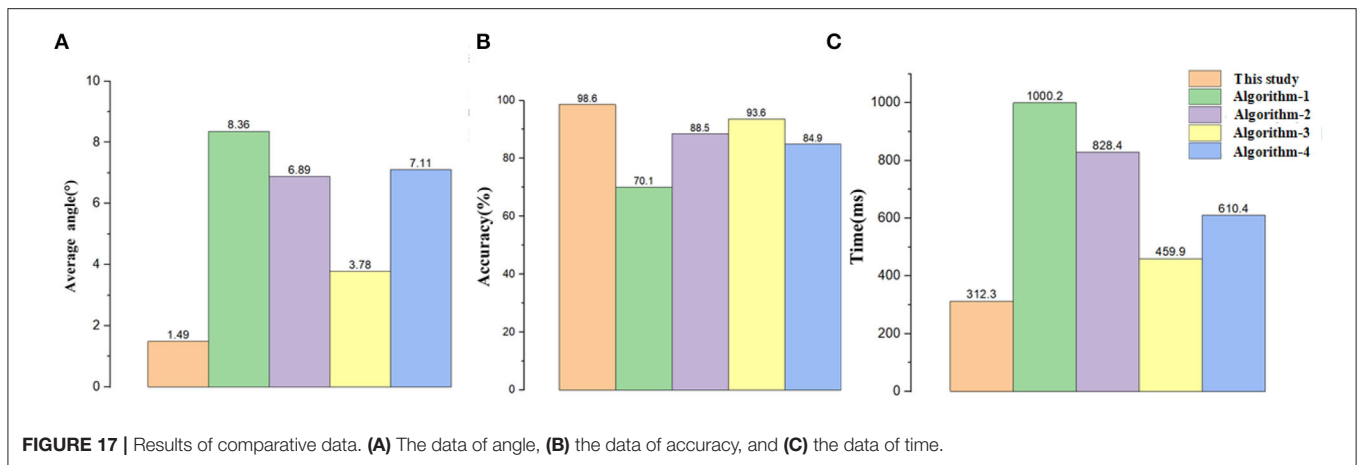 A
Average angle(°)
10
8
6
4
2
0
1.49
8.36
6.89
3.78
7.11
B
Accuracy(%)
100
80
60
40
20
0
98.6
70.1
88.5
93.6
84.9
C
Time(ms)
1000
800
600
400
200
0
312.3
1000.2
828.4
459.9
610.4
This study
Algorithm-1
Algorithm-2
Algorithm-3
Algorithm-4
FIGURE 17 | Results of comparative data. (A) The data of angle, (B) the data of accuracy, and (C) the data of time.